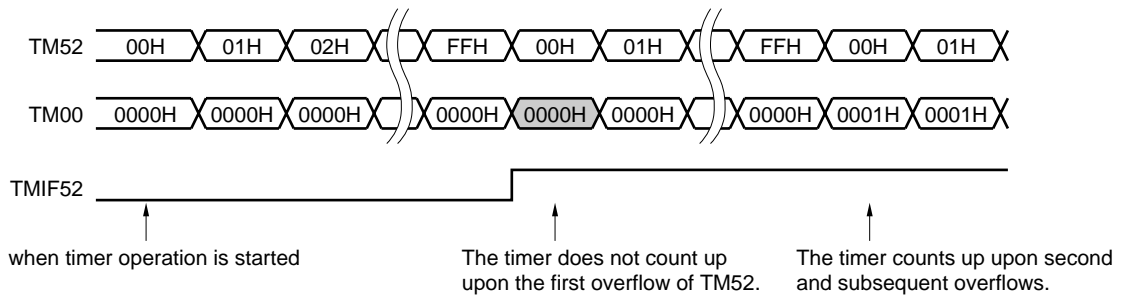 TM52 00H 01H 02H FFH 00H 01H FFH 00H 01H
TM00 0000H 0000H 0000H 0000H 0000H 0000H 0000H 0001H 0001H
TMIF52
when timer operation is started
The timer does not count up
upon the first overflow of TM52.
The timer counts up upon second
and subsequent overflows.